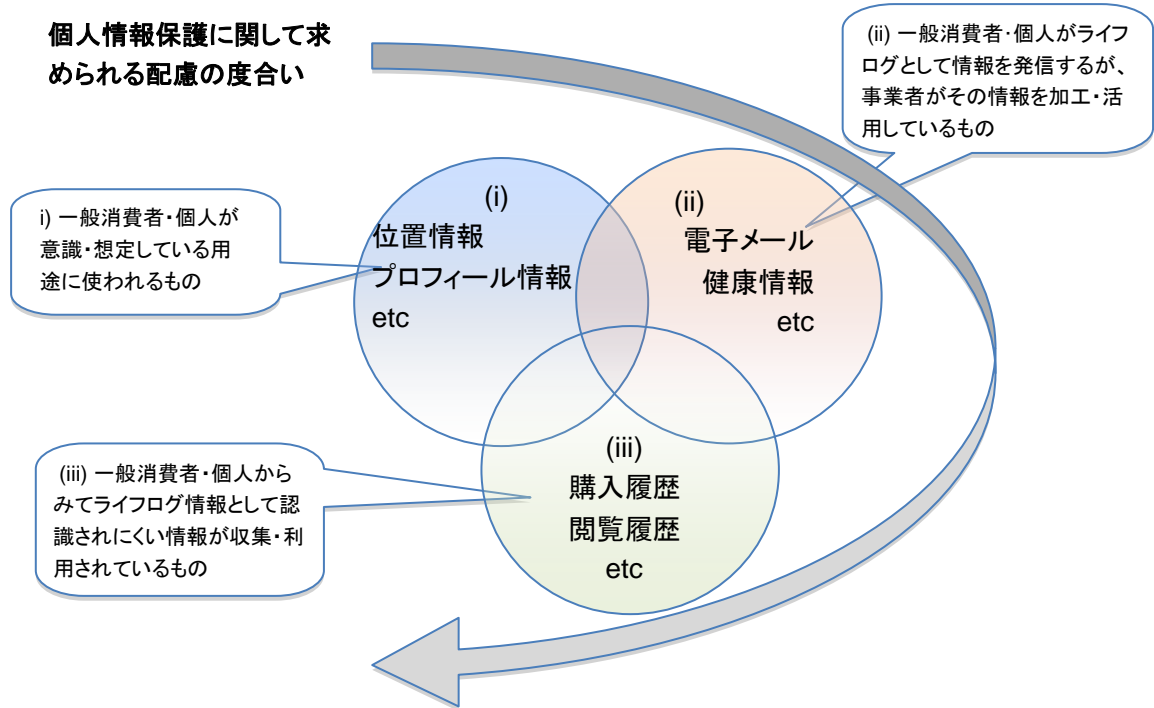 個人情報保護に関して求
められる配慮の度合い
(ii) 一般消費者・個人がライフ
ログとして情報を発信するが、
事業者がその情報を加工・活
用しているもの
i) 一般消費者・個人が
意識・想定している用
途に使われるもの
(i)
位置情報
プロフィール情報
etc
(ii)
電子メール
健康情報
etc
(iii) 一般消費者・個人から
みてライフログ情報として認
識されにくい情報が収集・利
用されているもの
(iii)
購入履歴
閲覧履歴
etc